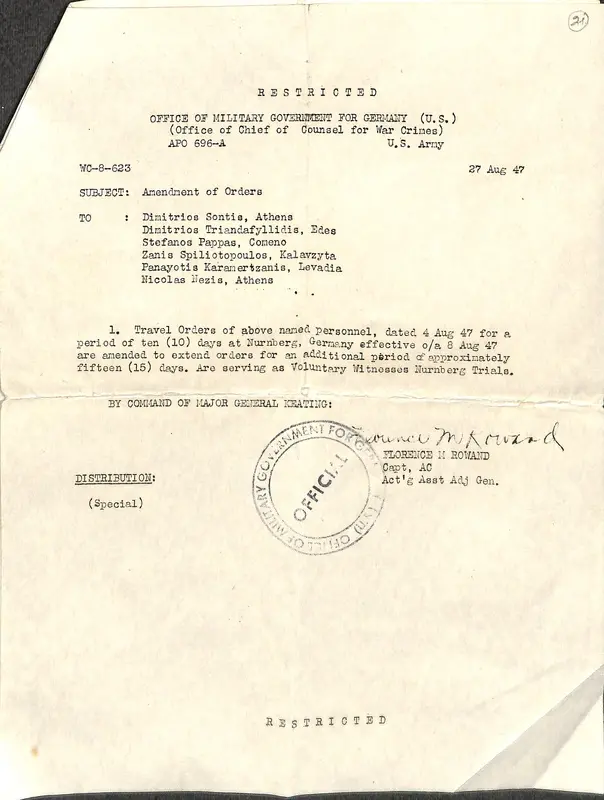 21
RESTRICTED
OFFICE OF MILITARY GOVERNMENT FOR GERMANY (U.S.)
(Office of Chief of Counsel for War Crimes)
APO 696-A U.S. Army
WC-8-623 27 Aug 47
SUBJECT: Amendment of Orders
TO : Dimitrios Sontis, Athens
Dimitrios Triandafyllidis, Edes
Stefanos Pappas, Comeno
Zanis Spiliotopoulos, Kalavzyta
Panayotis Karamertzanis, Levadia
Nicolas Nezis, Athens
1. Travel Orders of above named personnel, dated 4 Aug 47 for a
period of ten (10) days at Nurnberg, Germany effective o/a 8 Aug 47
are amended to extend orders for an additional period of approximately
fifteen (15) days. Are serving as Voluntary Witnesses Nurnberg Trials.
BY COMMAND OF MAJOR GENERAL KEATING:
Florence M Rowand
FLORENCE M ROWAND
Capt, AC
Act'g Asst Adj Gen.
OFFICE OF MILITARY GOVERNMENT FOR
OFFICIAL
DISTRIBUTION:
(Special)
RESTRICTED